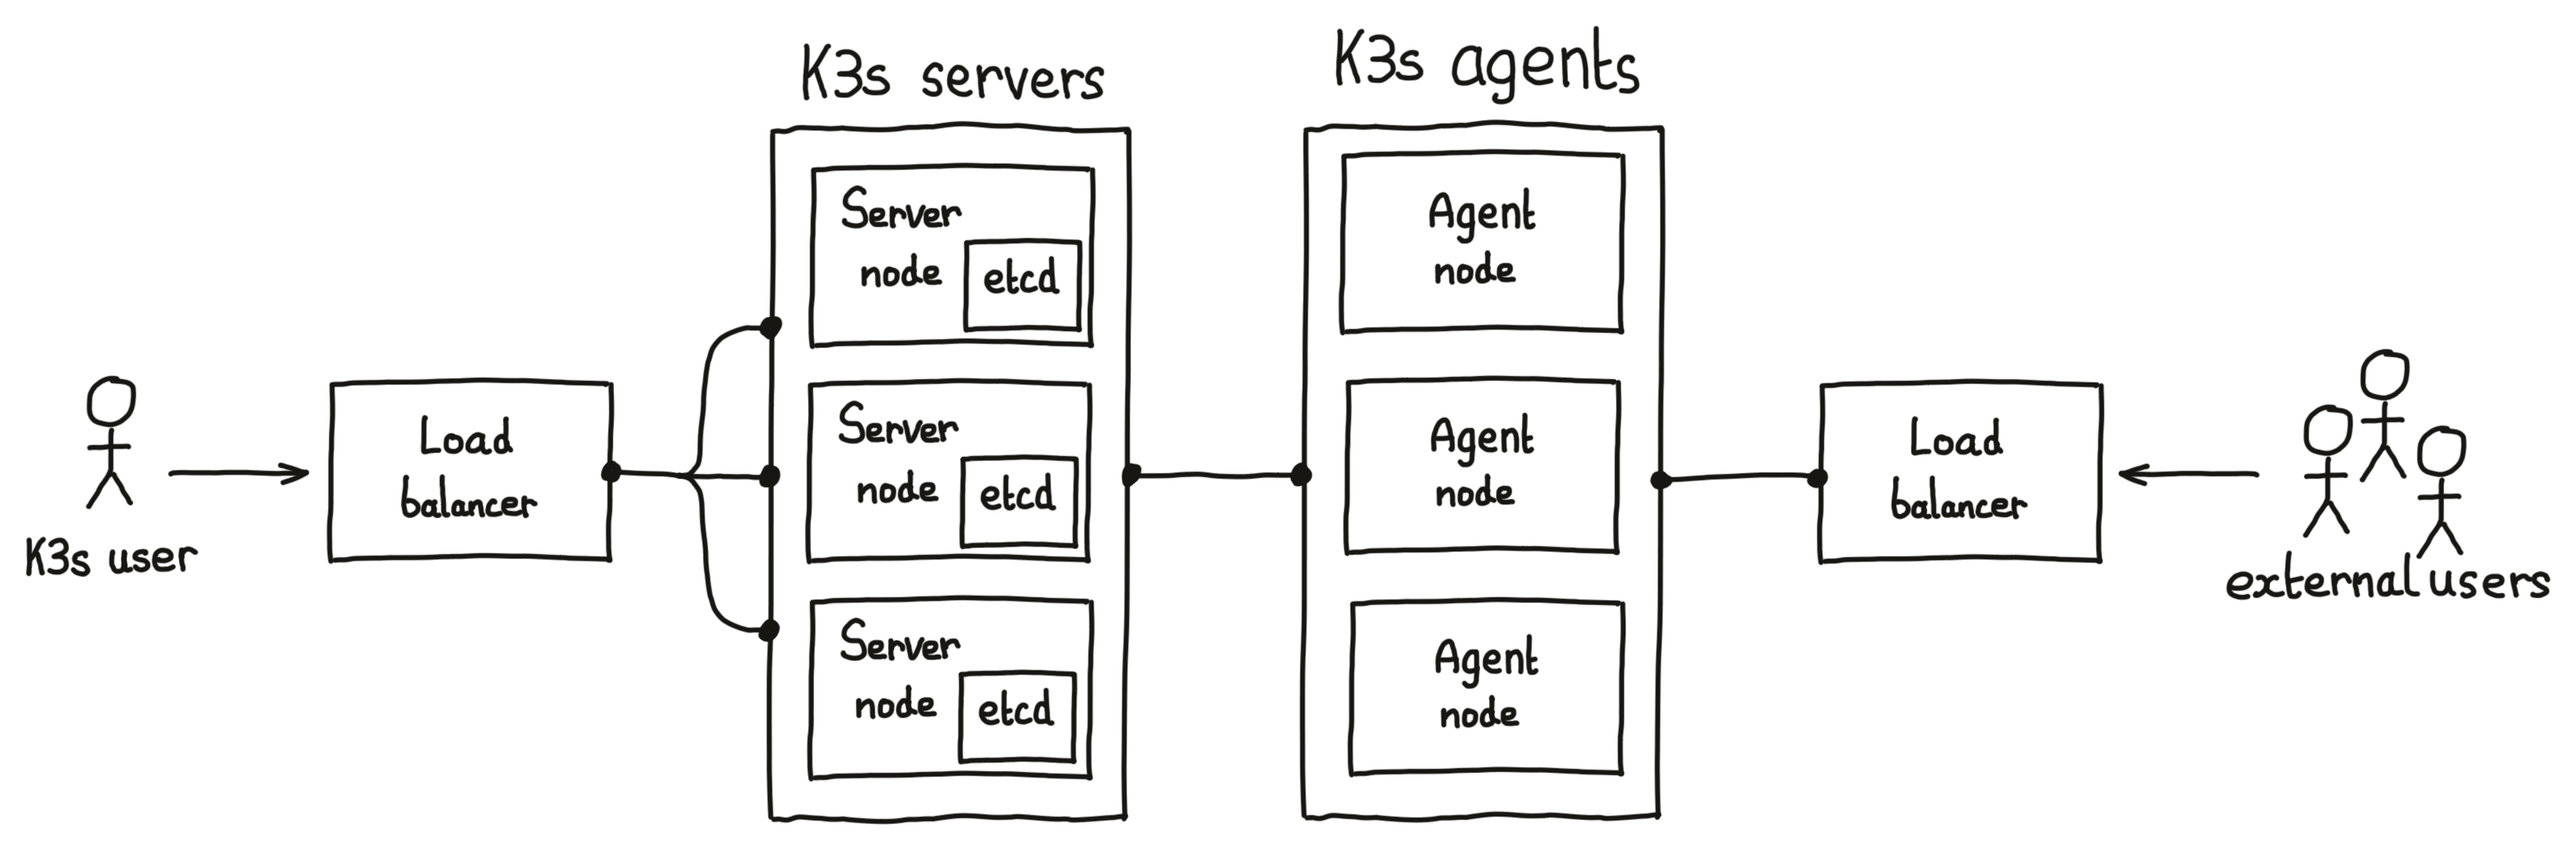 K3s servers
K3s agents
Server
node
etcd
Server
node
etcd
Server
node
etcd
Agent
node
Agent
node
Agent
node
Load
balancer
K3s user
Load
balancer
external users